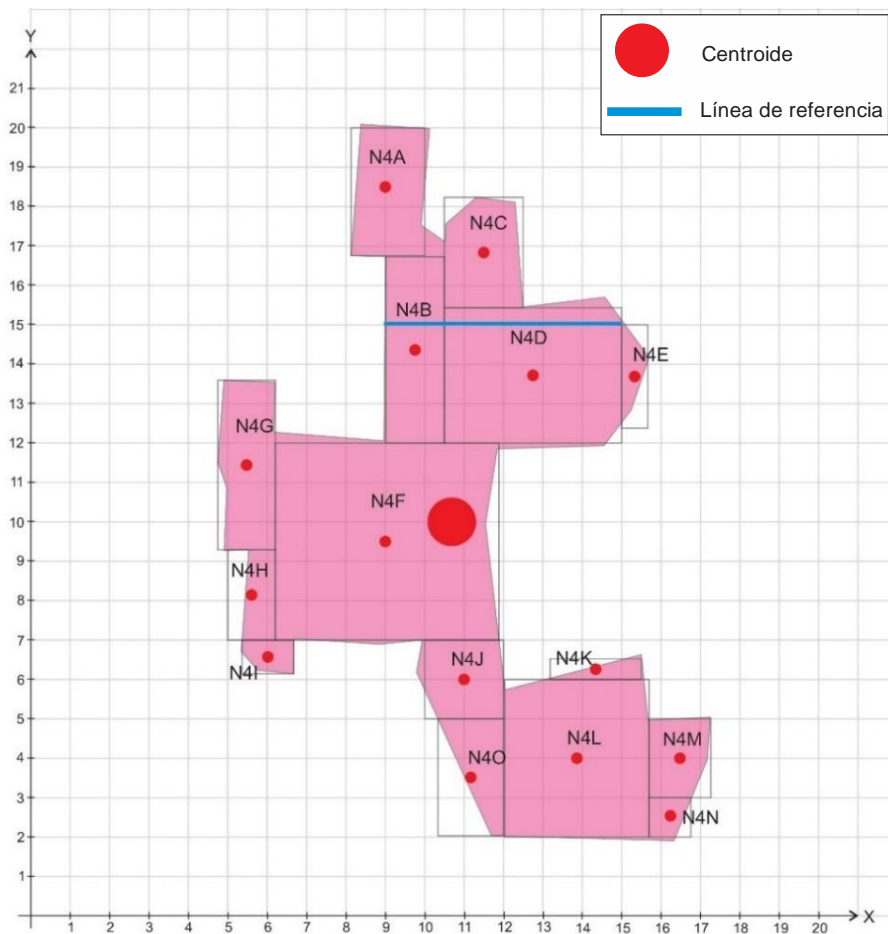 Y
Centroide
Línea de referencia
21
20
19
18
17
16
15
14
13
12
11
10
9
8
7
6
5
4
3
2
1
N4A
N4C
N4B
N4D
N4E
N4G
N4F
N4H
N4I
N4J
N4K
N4L
N4M
N4O
N4N
1 2 3 4 5 6 7 8 9 10 11 12 13 14 15 16 17 18 19 20
X